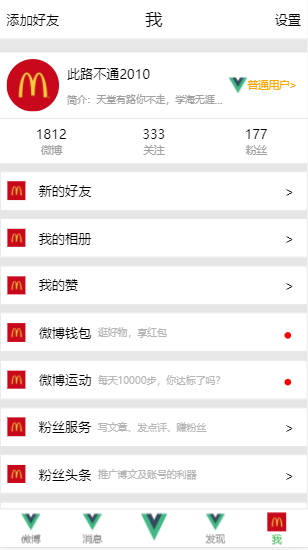 添加好友 我 设置
此路不通2010
简介：天堂有路你不走，学海无涯...
普通用户>
1812 333 177
微博 关注 粉丝
新的好友 >
我的相册 >
我的赞 >
微博钱包 逛好物，享红包
微博运动 每天10000步，你达标了吗？
粉丝服务 写文章、发点评、赚粉丝 >
粉丝头条 推广博文及账号的利器 >
微博 消息 发现 我